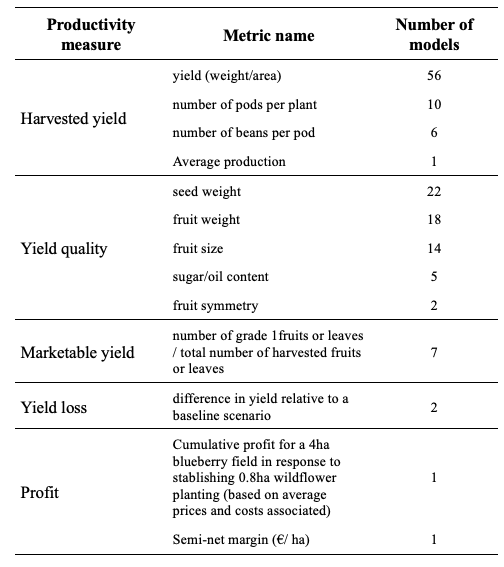 Productivity measure Metric name Number of models
Harvested yield
yield (weight/area) 56
number of pods per plant 10
number of beans per pod 6
Average production 1
Yield quality
seed weight 22
fruit weight 18
fruit size 14
sugar/oil content 5
fruit symmetry 2
Marketable yield
number of grade 1fruits or leaves
/ total number of harvested fruits 7
or leaves
Yield loss
difference in yield relative to a 2
baseline scenario
Profit
Cumulative profit for a 4ha
blueberry field in response to
stablishing 0.8ha wildflower 1
planting (based on average
prices and costs associated)
Semi-net margin (€/ ha) 1